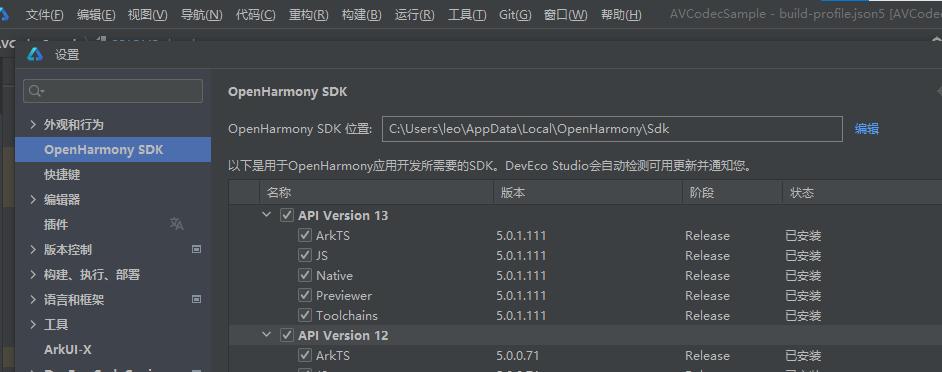 文件(F) 编辑(E) 视图(V) 导航(N) 代码(C) 重构(R) 构建(B) 运行(R) 工具(T) Git(G) 窗口(W) 帮助(H) AVCodecSample - build-profile.json5 [AVCodec
设置
OpenHarmony SDK
外观和行为
OpenHarmony SDK 位置: C:\Users\leo\AppData\Local\OpenHarmony\Sdk 编辑
OpenHarmony SDK
快捷键
以下是用于OpenHarmony应用开发所需要的SDK。DevEco Studio会自动检测可用更新并通知您。
编辑器
名称 版本 阶段 状态
插件
API Version 13
ArkTS 5.0.1.111 Release 已安装
版本控制
JS 5.0.1.111 Release 已安装
构建、执行、部署
Native 5.0.1.111 Release 已安装
语言和框架
Previewer 5.0.1.111 Release 已安装
Toolchains 5.0.1.111 Release 已安装
工具
API Version 12
ArkUI-X
ArkTS 5.0.0.71 Release 已安装